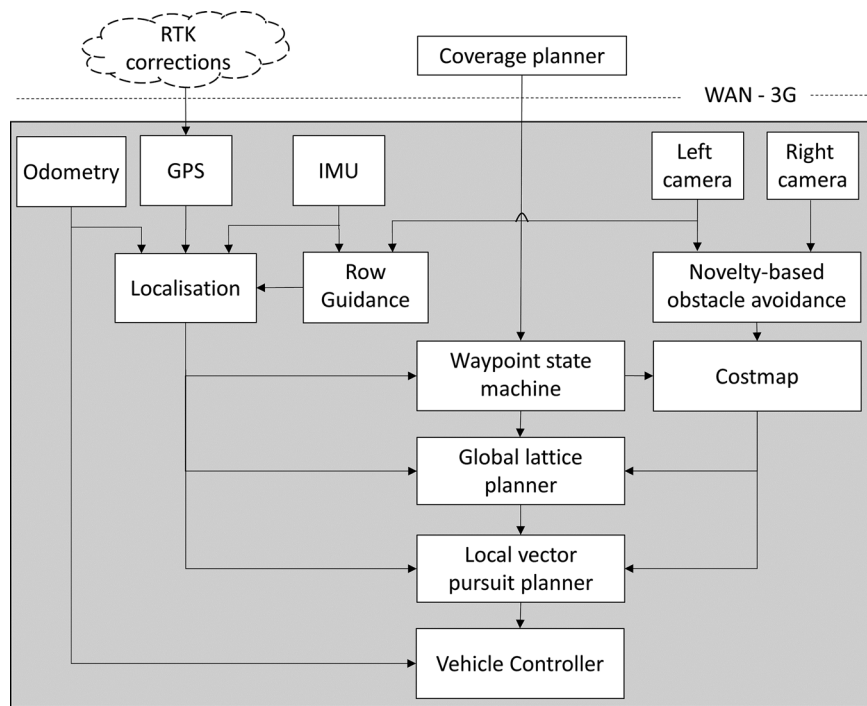 RTK
corrections
Coverage planner
WAN - 3G
Odometry
GPS
IMU
Left
camera
Right
camera
Localisation
Row
Guidance
Novelty-based
obstacle avoidance
Waypoint state
machine
Costmap
Global lattice
planner
Local vector
pursuit planner
Vehicle Controller